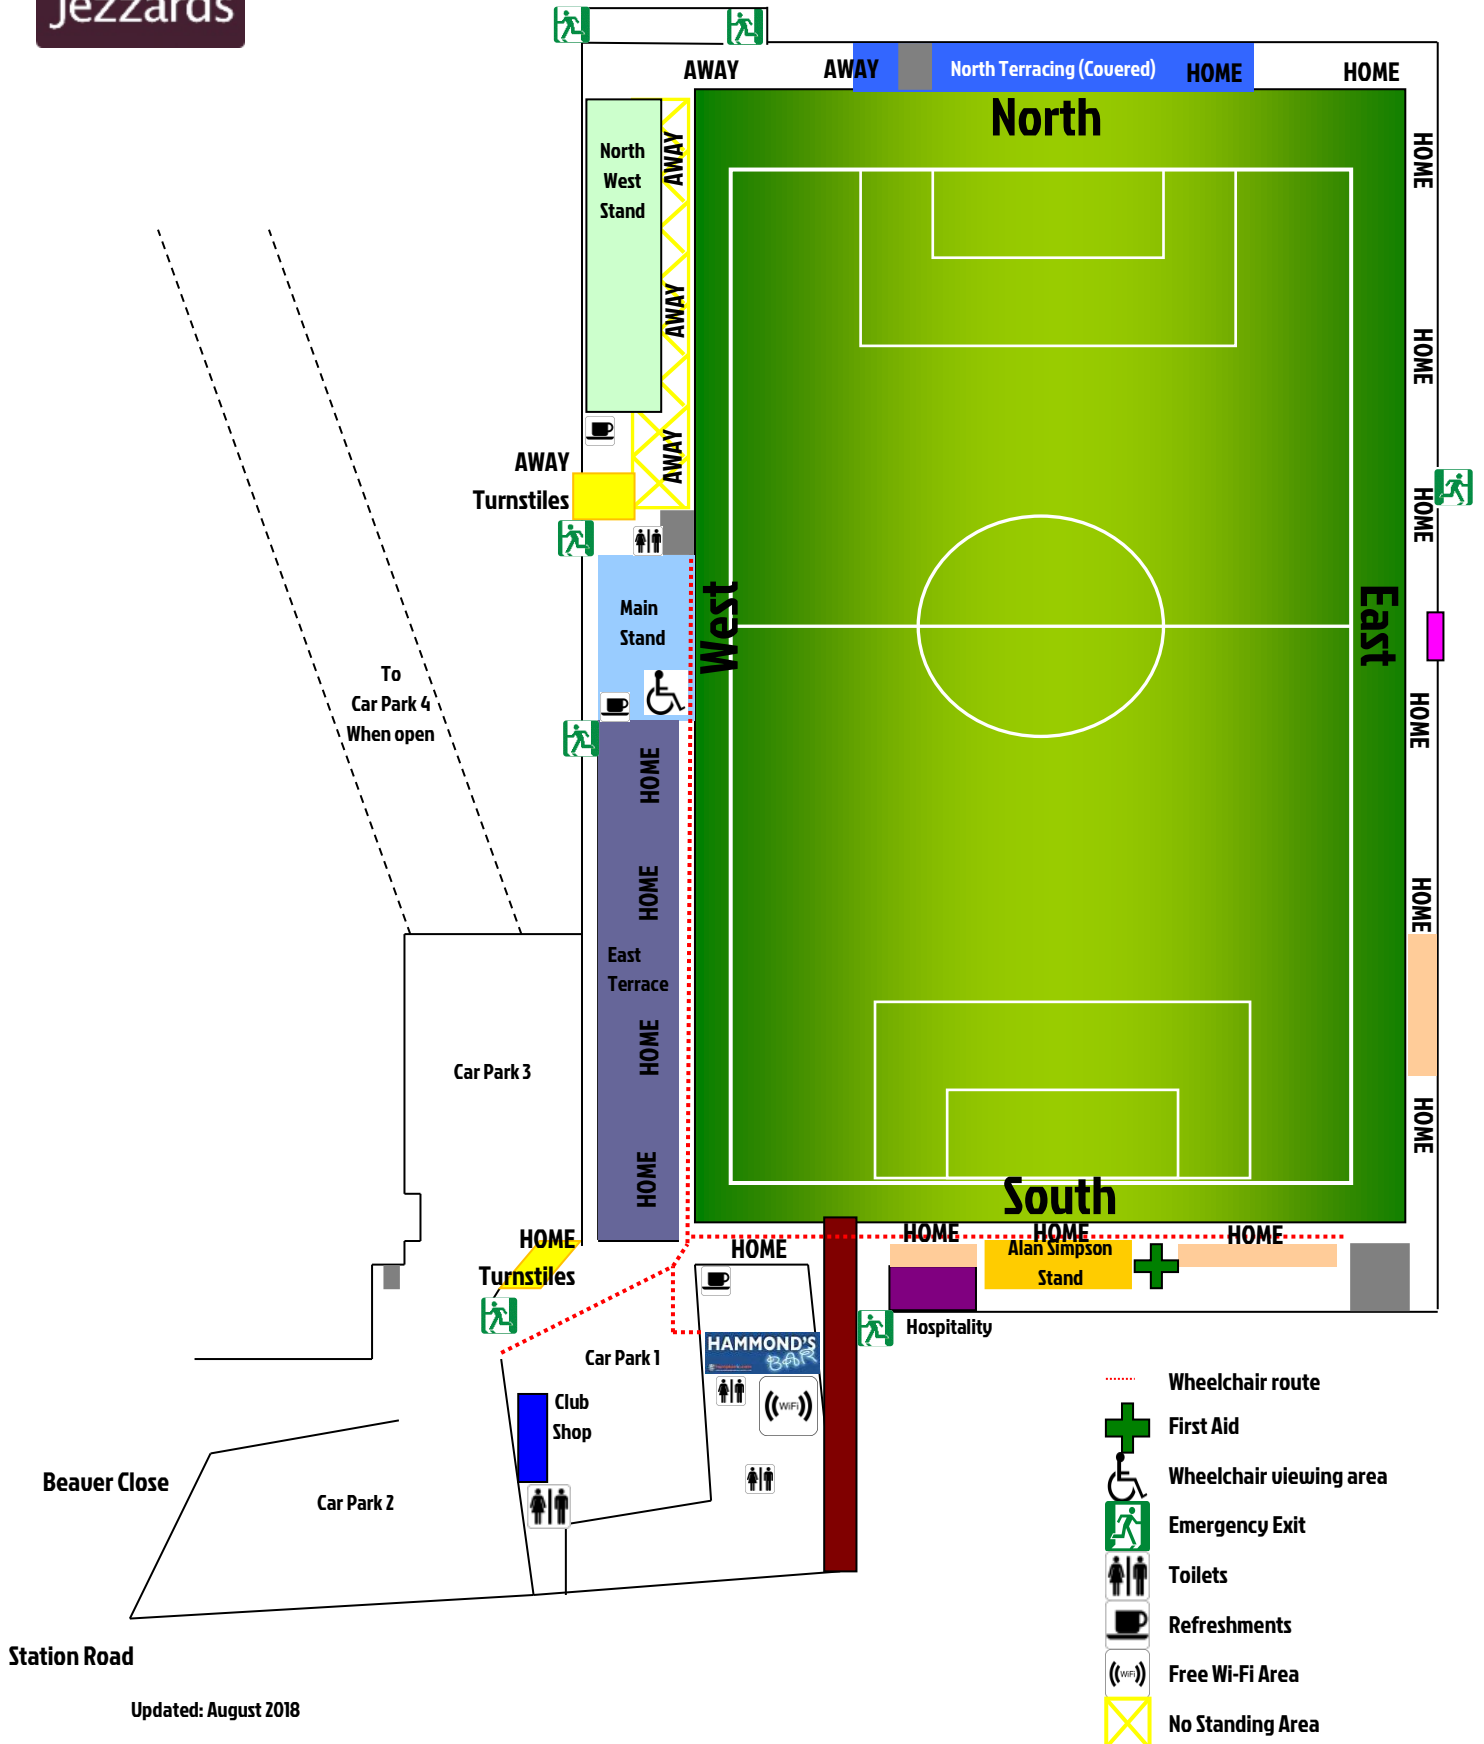 Jezzards
AWAY
AWAY
North Terracing (Covered)
HOME
HOME
North
North
West
Stand
AWAY
AWAY
AWAY
HOME
HOME
HOME
AWAY
Turnstiles
Main
Stand
West
East
To
Car Park 4
When open
HOME
HOME
HOME
HOME
East
Terrace
HOME
HOME
HOME
Car Park 3
South
HOME
Turnstiles
HOME
HOME
HOME
HOME
Alan Simpson
Stand
Hospitality
HAMMOND'S
BAR
WiFi
Car Park 1
Club
Shop
Beaver Close
Car Park 2
Station Road
Updated: August 2018
Wheelchair route
First Aid
Wheelchair viewing area
Emergency Exit
Toilets
Refreshments
WiFi
Free Wi-Fi Area
No Standing Area